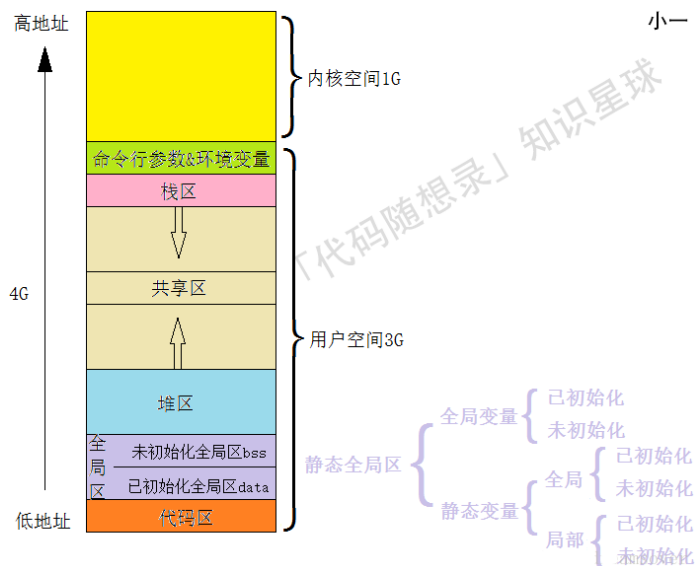 高地址
小一
内核空间1G
「代码随想录」知识星球
命令行参数&环境变量
栈区
共享区
4G
用户空间3G
堆区
全局区
未初始化全局区bss
已初始化全局区data
代码区
低地址
静态全局区
全局变量
已初始化
未初始化
静态变量
全局
已初始化
未初始化
局部
已初始化
未初始化